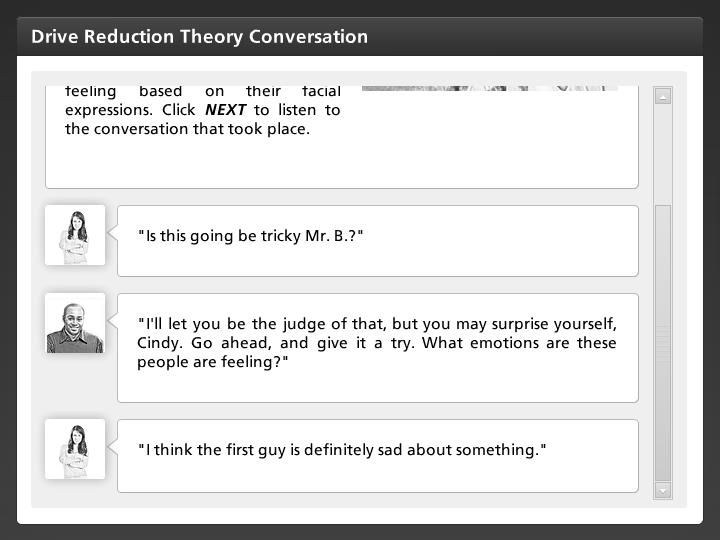 Drive Reduction Theory Conversation
feeling based on their facial
expressions. Click NEXT to listen to
the conversation that took place.
"Is this going be tricky Mr. B.?"
"I'll let you be the judge of that, but you may surprise yourself,
Cindy. Go ahead, and give it a try. What emotions are these
people are feeling?"
"I think the first guy is definitely sad about something."